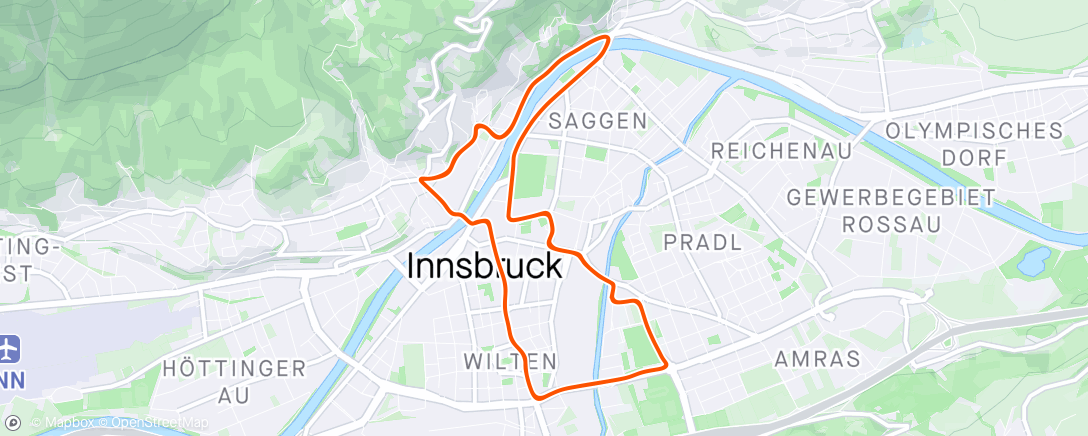 SAGGEN
OLYMPISCHES
DORF
REICHENAU
GEWERBEGEBIET
ROSSAU
TING-
ST
PRADL
Innsbruck
NN
HÖTTINGER
AU
WILTEN
AMRAS
© Mapbox © OpenStreetMap